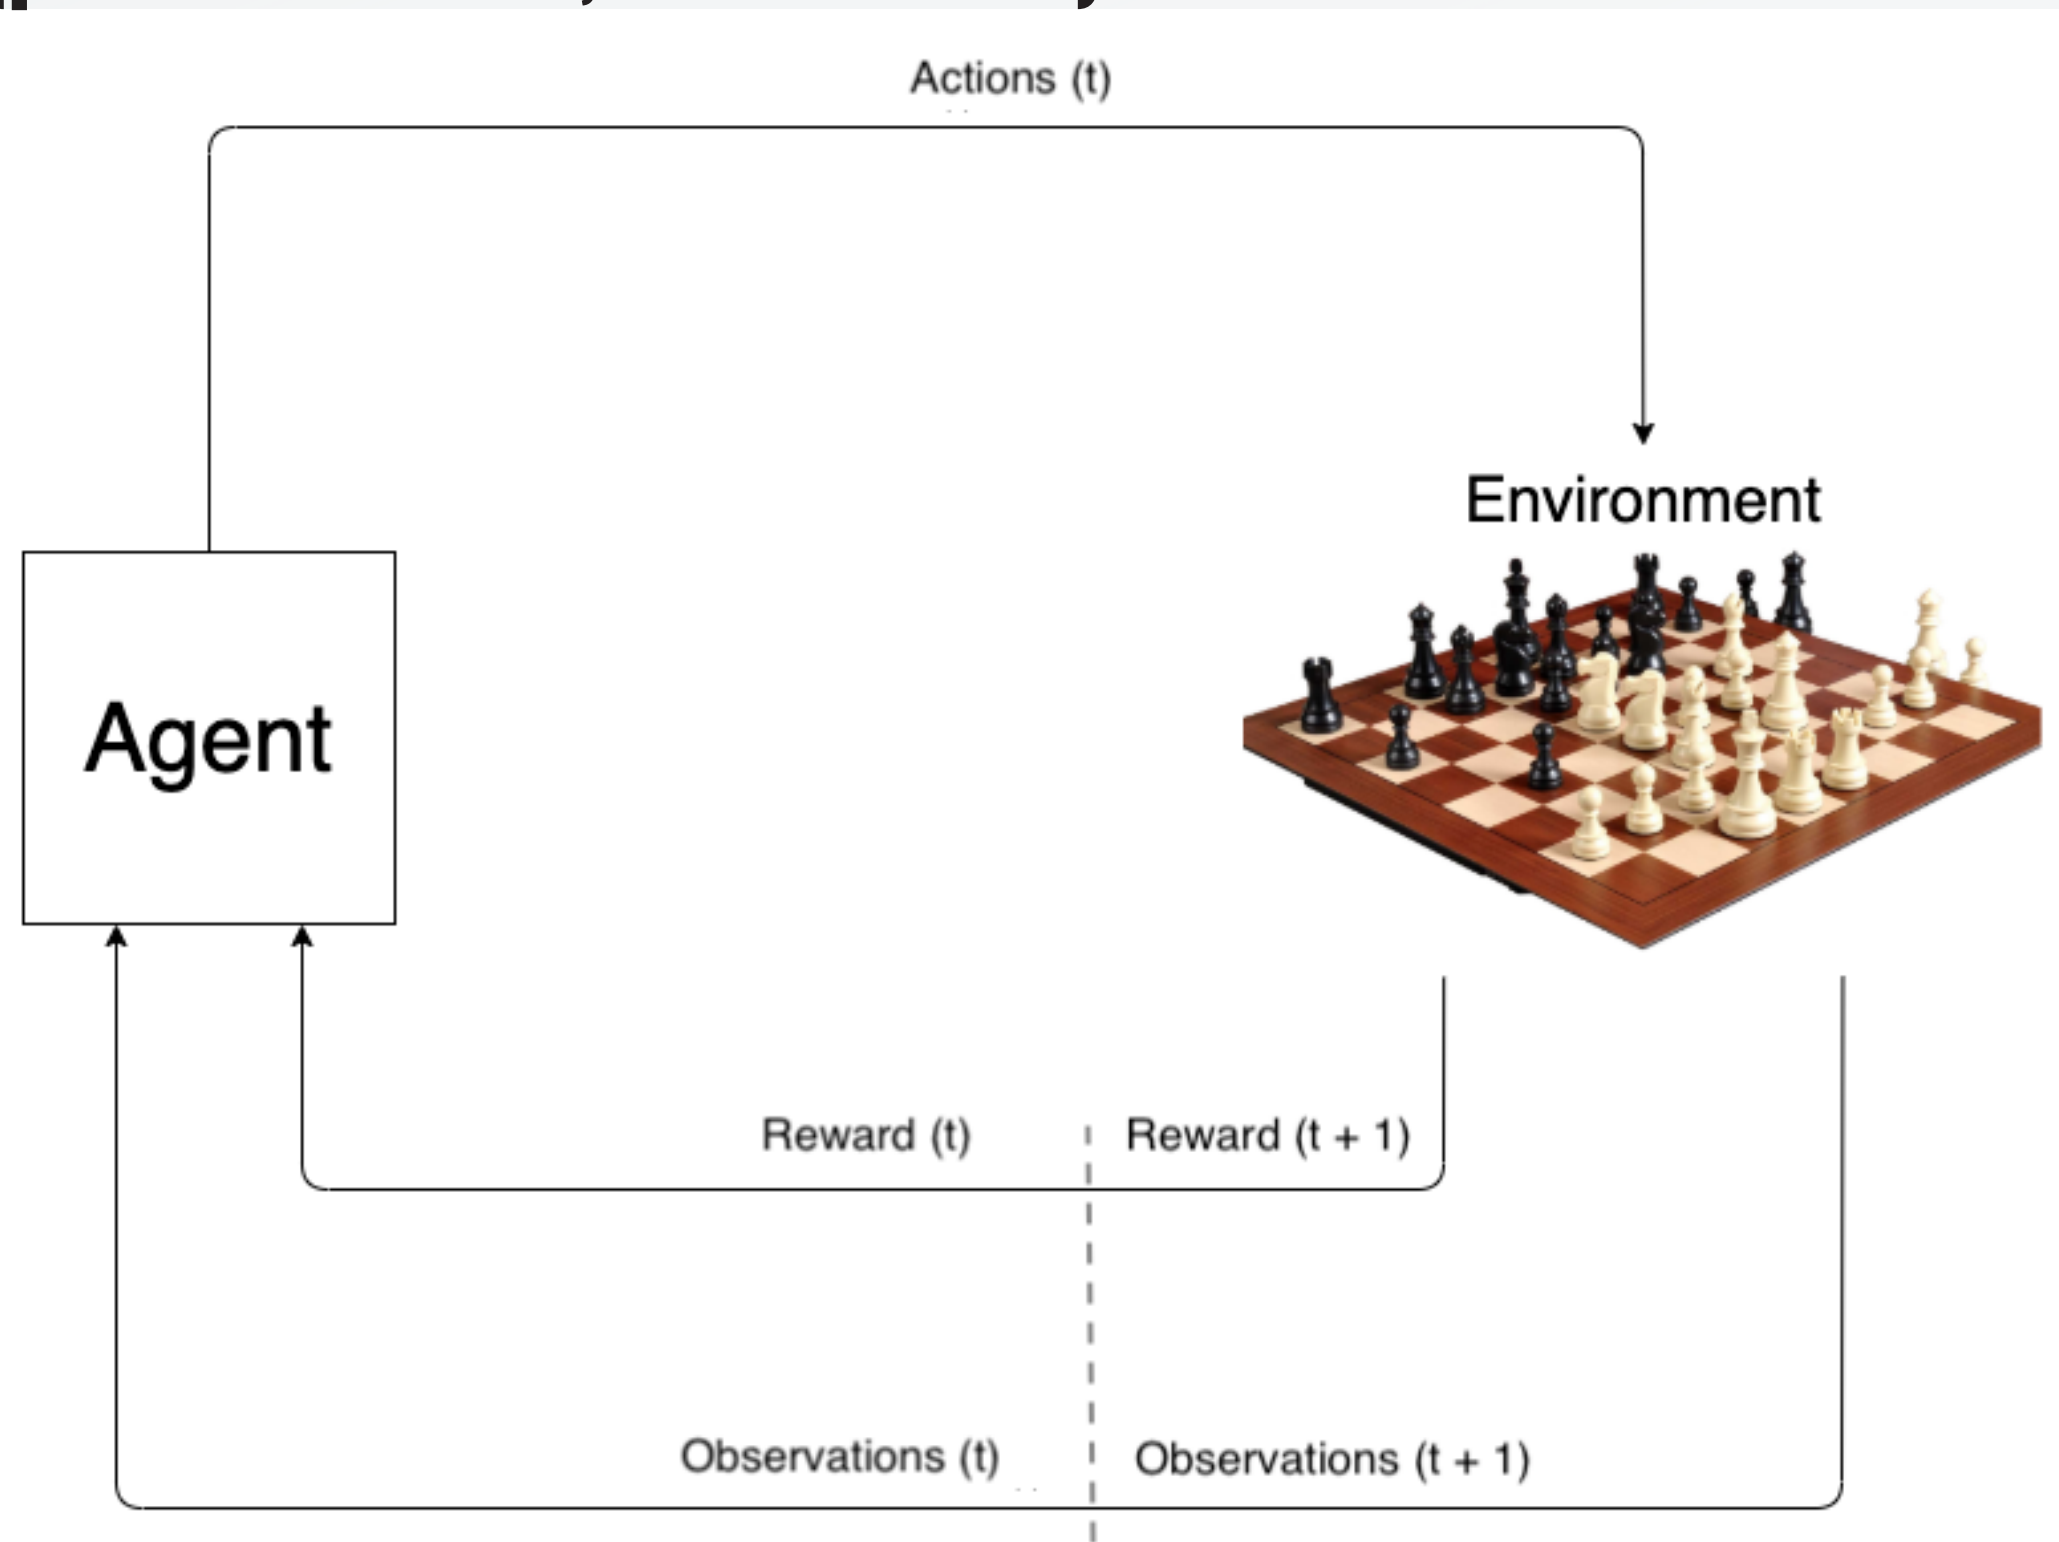 Actions (t)
Environment
Agent
Reward (t)
Reward (t + 1)
Observations (t)
Observations (t + 1)